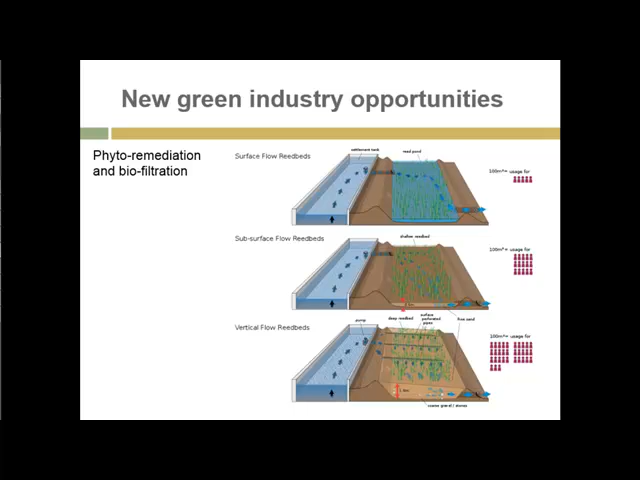 New green industry opportunities
Phyto-remediation
and bio-filtration
Surface Flow Reedbeds
settlement tank
reed pond
100m²= usage for
Sub-surface Flow Reedbeds
shallow reedbed
100m²= usage for
Vertical Flow Reedbeds
pump
deep reedbed
surface
perforated
pipes
fine sand
100m²= usage for
coarse gravel / stones